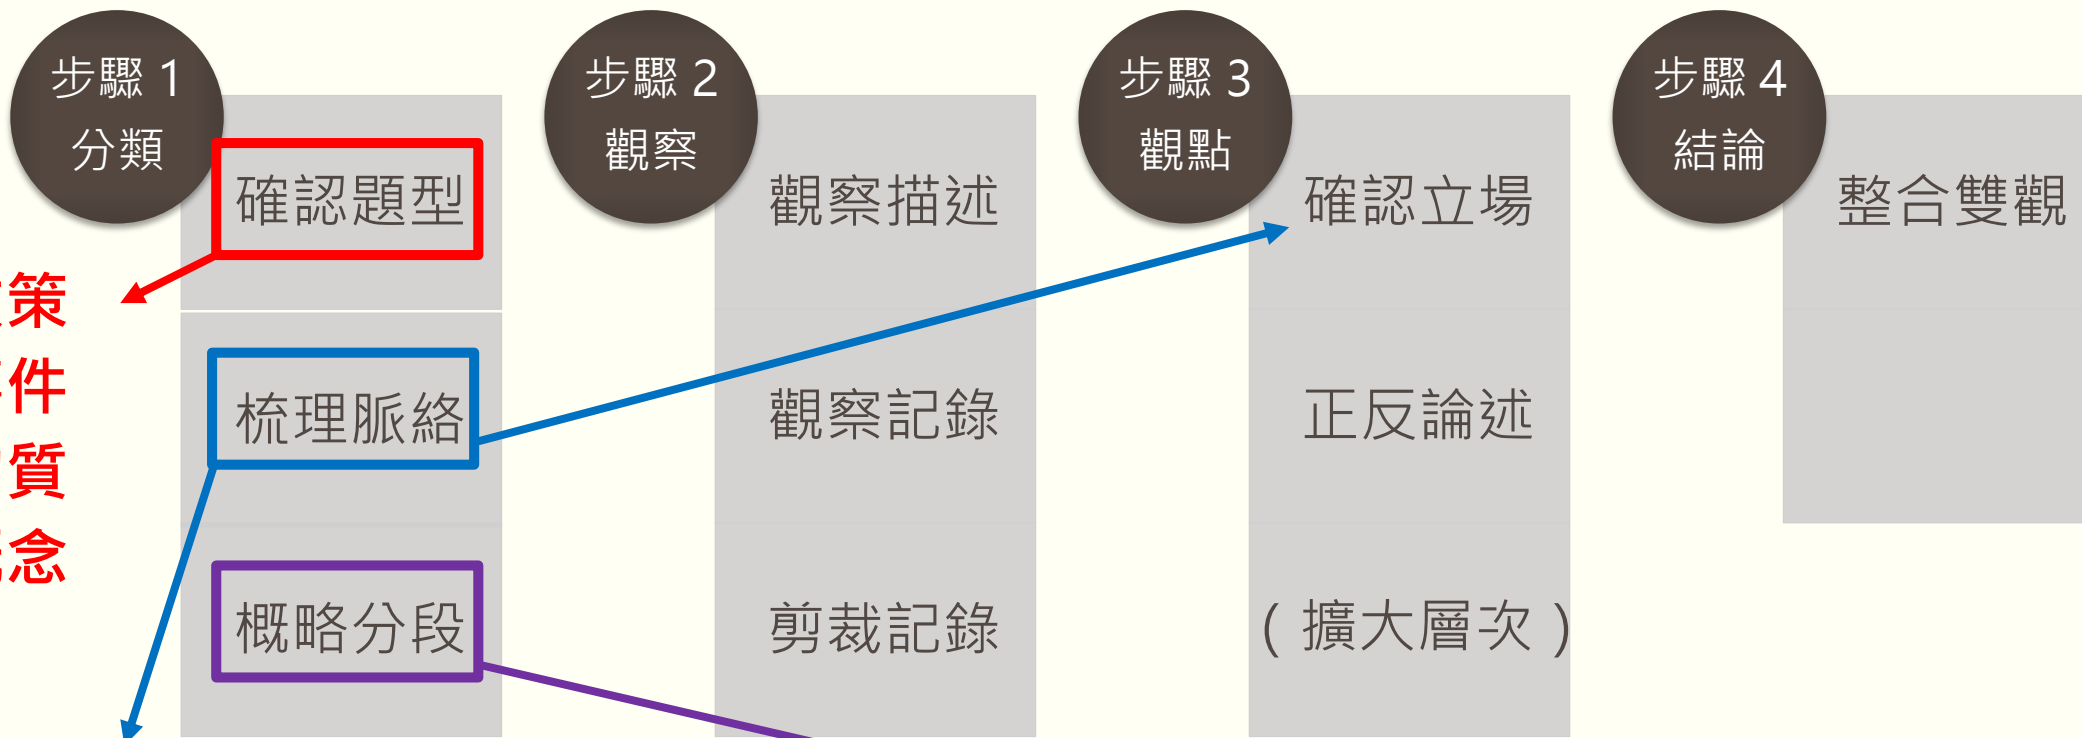 步驟 1
分類
確認題型
梳理脈絡
概略分段
步驟 2
觀察
觀察描述
觀察記錄
剪裁記錄
步驟 3
觀點
確認立場
正反論述
(擴大層次)
步驟 4
結論
整合雙觀
策
件
質
念